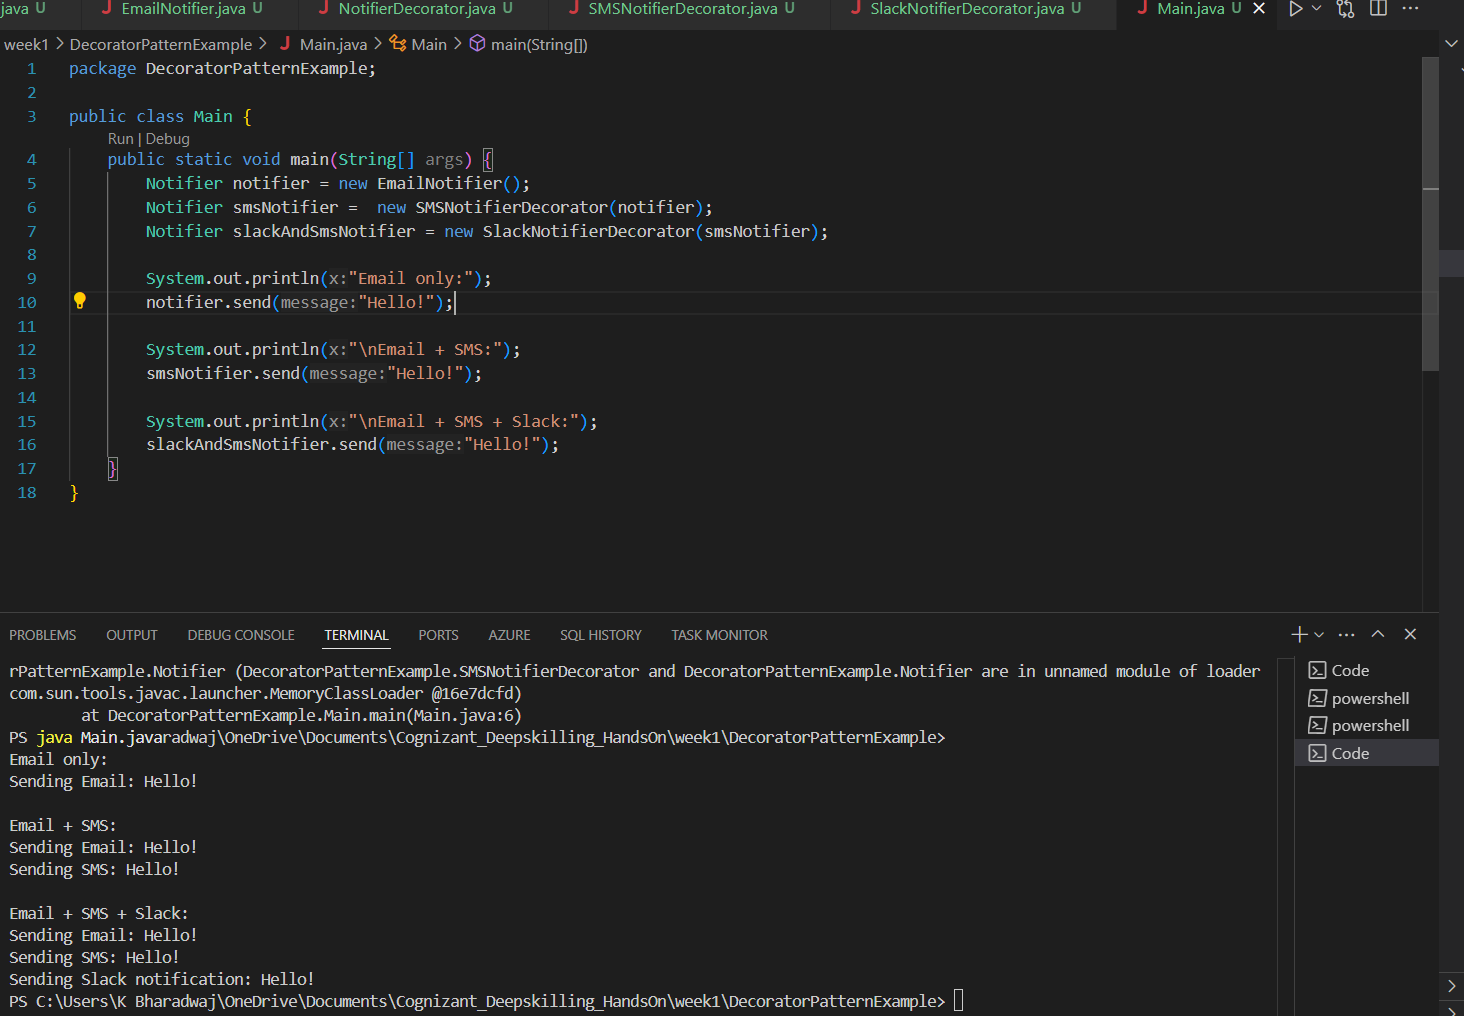 java U EmailNotifier.java U NotifierDecorator.java U SMSNotifierDecorator.java U SlackNotifierDecorator.java U Main.java U
week1 > DecoratorPatternExample > Main.java > Main > main(String[])
1 package DecoratorPatternExample;
2
3 public class Main {
Run | Debug
4 public static void main(String[] args) {
5 Notifier notifier = new EmailNotifier();
6 Notifier smsNotifier =  new SMSNotifierDecorator(notifier);
7 Notifier slackAndSmsNotifier = new SlackNotifierDecorator(smsNotifier);
8
9 System.out.println(x:"Email only:");
10 notifier.send(message:"Hello!");
11
12 System.out.println(x:"\nEmail + SMS:");
13 smsNotifier.send(message:"Hello!");
14
15 System.out.println(x:"\nEmail + SMS + Slack:");
16 slackAndSmsNotifier.send(message:"Hello!");
17 }
18 }
PROBLEMS OUTPUT DEBUG CONSOLE TERMINAL PORTS AZURE SQL HISTORY TASK MONITOR
rPatternExample.Notifier (DecoratorPatternExample.SMSNotifierDecorator and DecoratorPatternExample.Notifier are in unnamed module of loader
com.sun.tools.javac.launcher.MemoryClassLoader @16e7dcfd)
at DecoratorPatternExample.Main.main(Main.java:6)
PS java Main.javaradwaj\OneDrive\Documents\Cognizant_Deepskilling_HandsOn\week1\DecoratorPatternExample>
Email only:
Sending Email: Hello!
Email + SMS:
Sending Email: Hello!
Sending SMS: Hello!
Email + SMS + Slack:
Sending Email: Hello!
Sending SMS: Hello!
Sending Slack notification: Hello!
PS C:\Users\K Bharadwaj\OneDrive\Documents\Cognizant_Deepskilling_HandsOn\week1\DecoratorPatternExample>
Code
powershell
powershell
Code